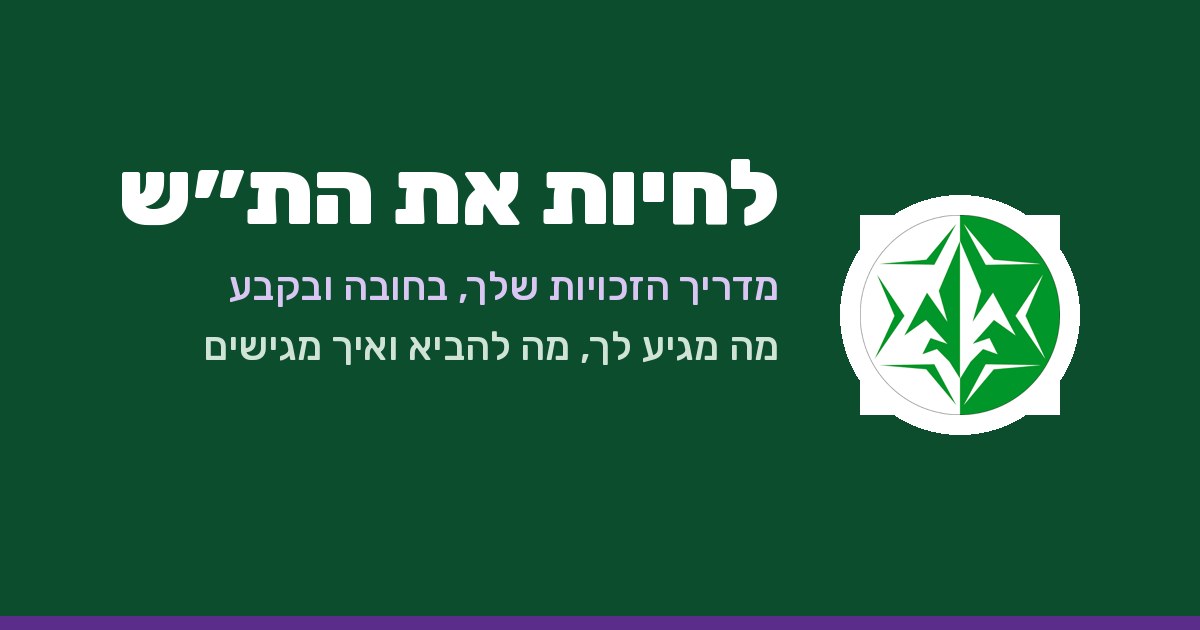 לחיות את הת״ש
מדריך הזכויות שלך, בחובה ובקבע
מה מגיע לך, מה להביא ואיך מגישים